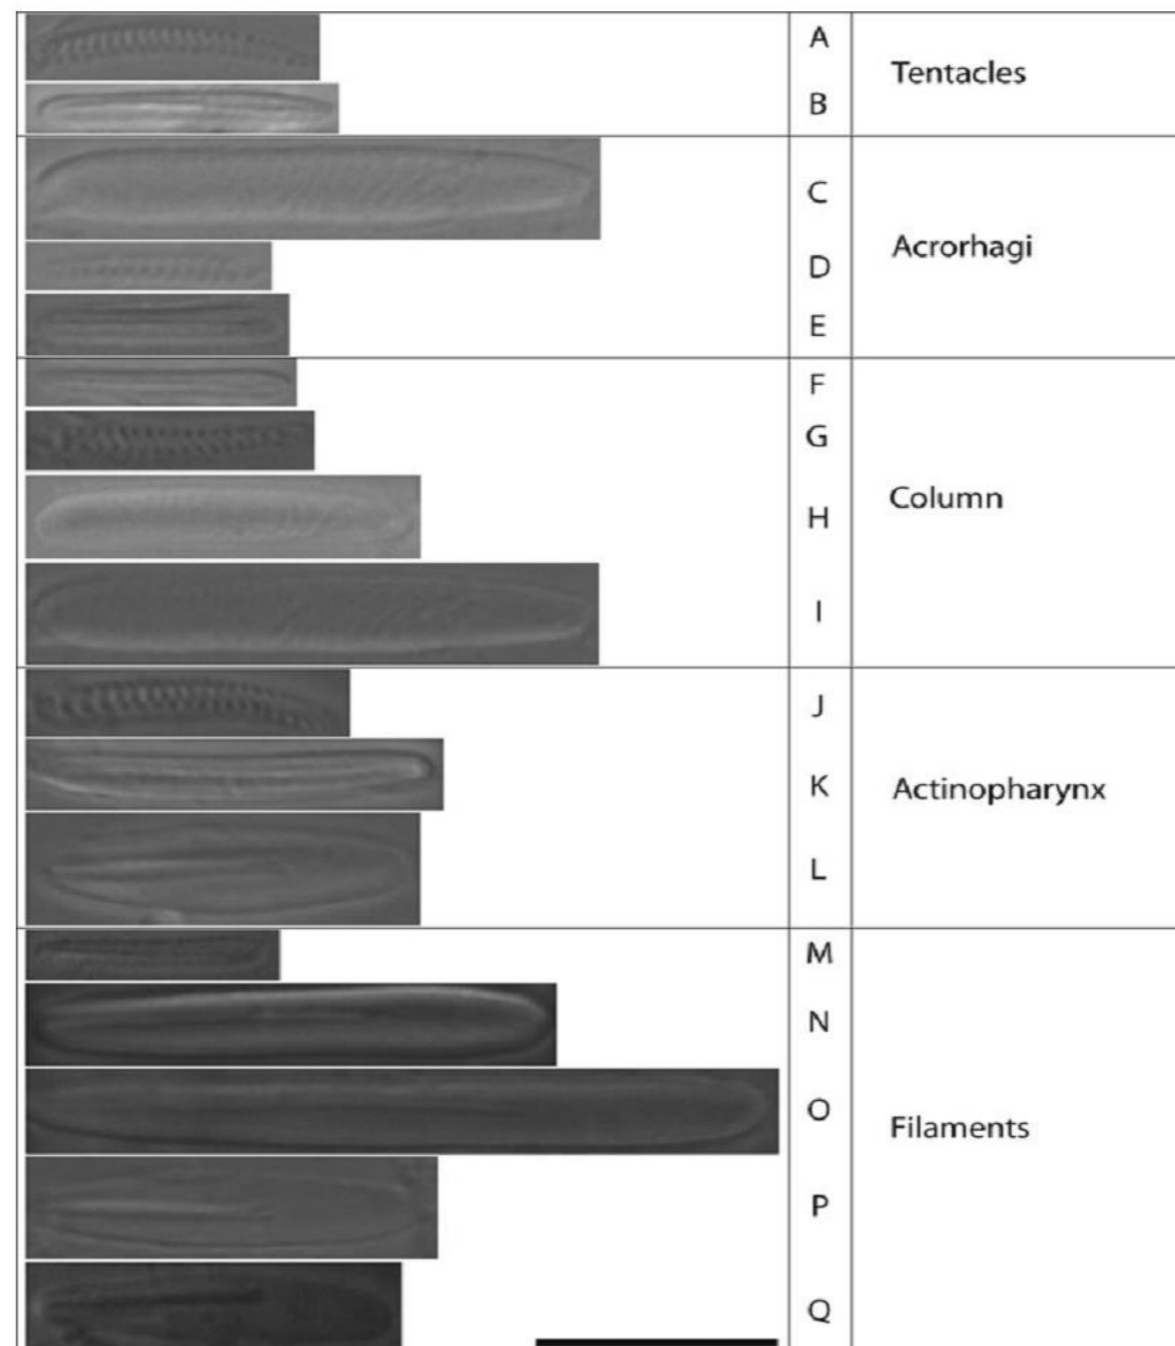 A
Tentacles
B
C
Acrorhagi
D
E
F
G
Column
H
I
J
K
Actinopharynx
L
M
N
O
Filaments
P
Q